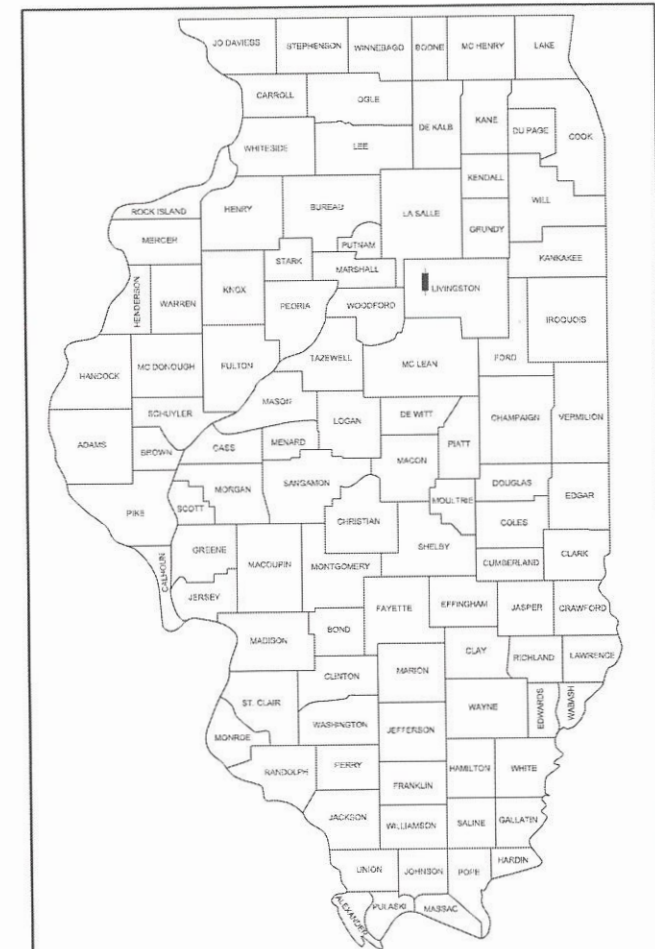 JO DAVIESS STEPHENSON WINNEBAGO BOONE MC HENRY LAKE
CARROLL OGLE DE KALB KANE DU PAGE COOK
WHITESIDE LEE
KENDALL WILL
ROCK ISLAND HENRY BUREAU LA SALLE
MERCER PUTNAM GRUNDY
STARK MARSHALL KANKAKEE
HENDERSON WARREN KNOX PEORIA WOODFORD LIVINGSTON IROQUOIS
HANCOCK MC DONOUGH FULTON TAZEWELL MC LEAN FORD
MASON
SCHUYLER LOGAN DE WITT CHAMPAIGN VERMILION
ADAMS BROWN CASS MENARD MACON PIATT
PIKE SCOTT MORGAN SANGAMON MOULTRIE DOUGLAS EDGAR
CHRISTIAN COLES
CALHOUN GREENE MACOUPIN MONTGOMERY SHELBY CUMBERLAND CLARK
JERSEY FAYETTE EFFINGHAM JASPER CRAWFORD
MADISON BOND CLAY RICHLAND LAWRENCE
CLINTON MARION
ST. CLAIR WASHINGTON WAYNE EDWARDS WABASH
MONROE JEFFERSON
RANDOLPH PERRY HAMILTON WHITE
FRANKLIN
JACKSON WILLIAMSON SALINE GALLATIN
UNION JOHNSON POPE HARDIN
ALEXANDER PULASKI MASSAC